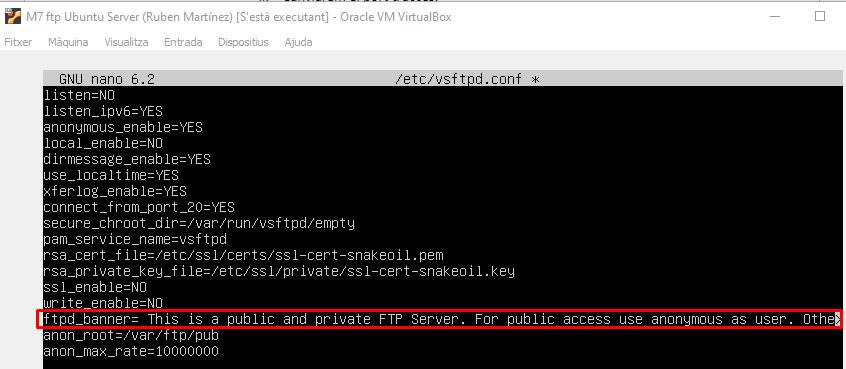 M7 ftp Ubuntu Server (Ruben Martínez) [S'està executant] - Oracle VM VirtualBox
Fitxer Màquina Visualitza Entrada Dispositius Ajuda
GNU nano 6.2 /etc/vsftpd.conf *
listen=NO
listen_ipv6=YES
anonymous_enable=YES
local_enable=NO
dirmessage_enable=YES
use_localtime=YES
xferlog_enable=YES
connect_from_port_20=YES
secure_chroot_dir=/var/run/vsftpd/empty
pam_service_name=vsftpd
rsa_cert_file=/etc/ssl/certs/ssl-cert-snakeoil.pem
rsa_private_key_file=/etc/ssl/private/ssl-cert-snakeoil.key
ssl_enable=NO
write_enable=NO
ftpd_banner= This is a public and private FTP Server. For public access use anonymous as user. Othe>
anon_root=/var/ftp/pub
anon_max_rate=10000000